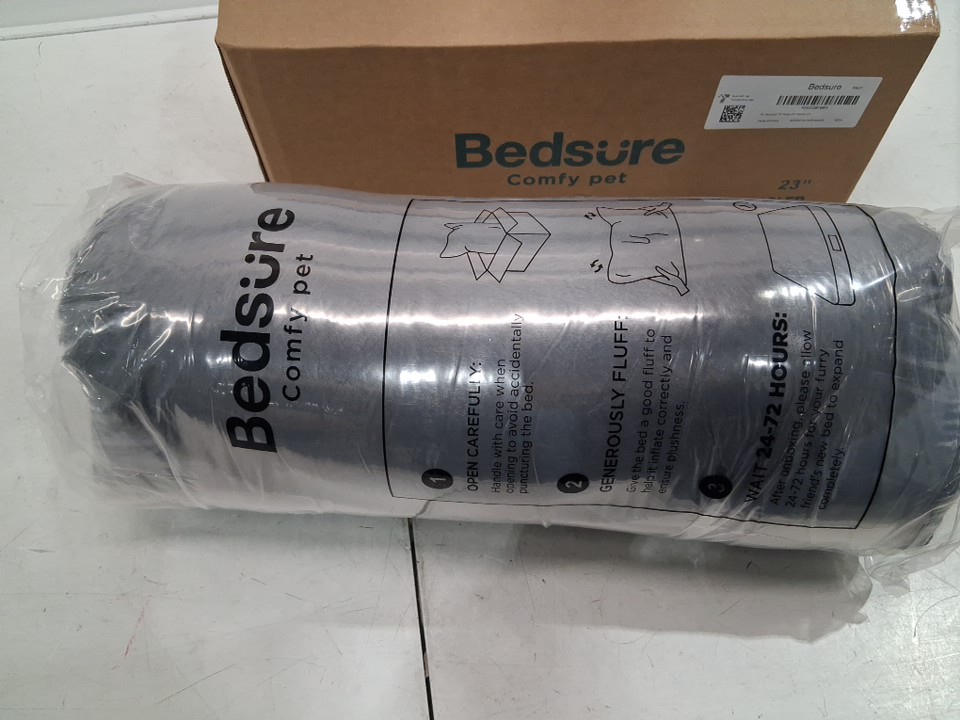 Bedsure
Bedsure
Comfy pet
23"
Bedsure
Comfy pet
1
OPEN CAREFULLY:
Handle with care when
opening to avoid accidentally
puncturing the bed.
2
GENEROUSLY FLUFF:
Give the bed a good fluff to
help it inflate correctly and
ensure plushness.
3
WAIT 24-72 HOURS:
After unboxing, please allow
24-72 hours for your furry
friend's new bed to expand
completely.